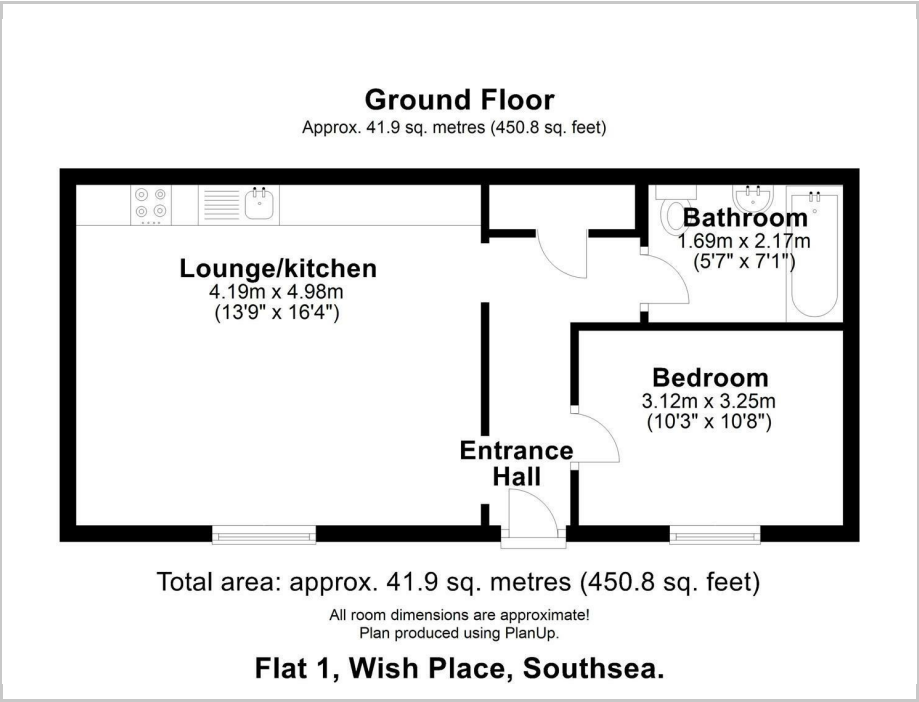 Ground Floor
Approx. 41.9 sq. metres (450.8 sq. feet)
Bathroom
1.69m x 2.17m
(5'7" x 7'1")
Lounge/kitchen
4.19m x 4.98m
(13'9" x 16'4")
Bedroom
3.12m x 3.25m
(10'3" x 10'8")
Entrance
Hall
Total area: approx. 41.9 sq. metres (450.8 sq. feet)
All room dimensions are approximate!
Plan produced using PlanUp.
Flat 1, Wish Place, Southsea.